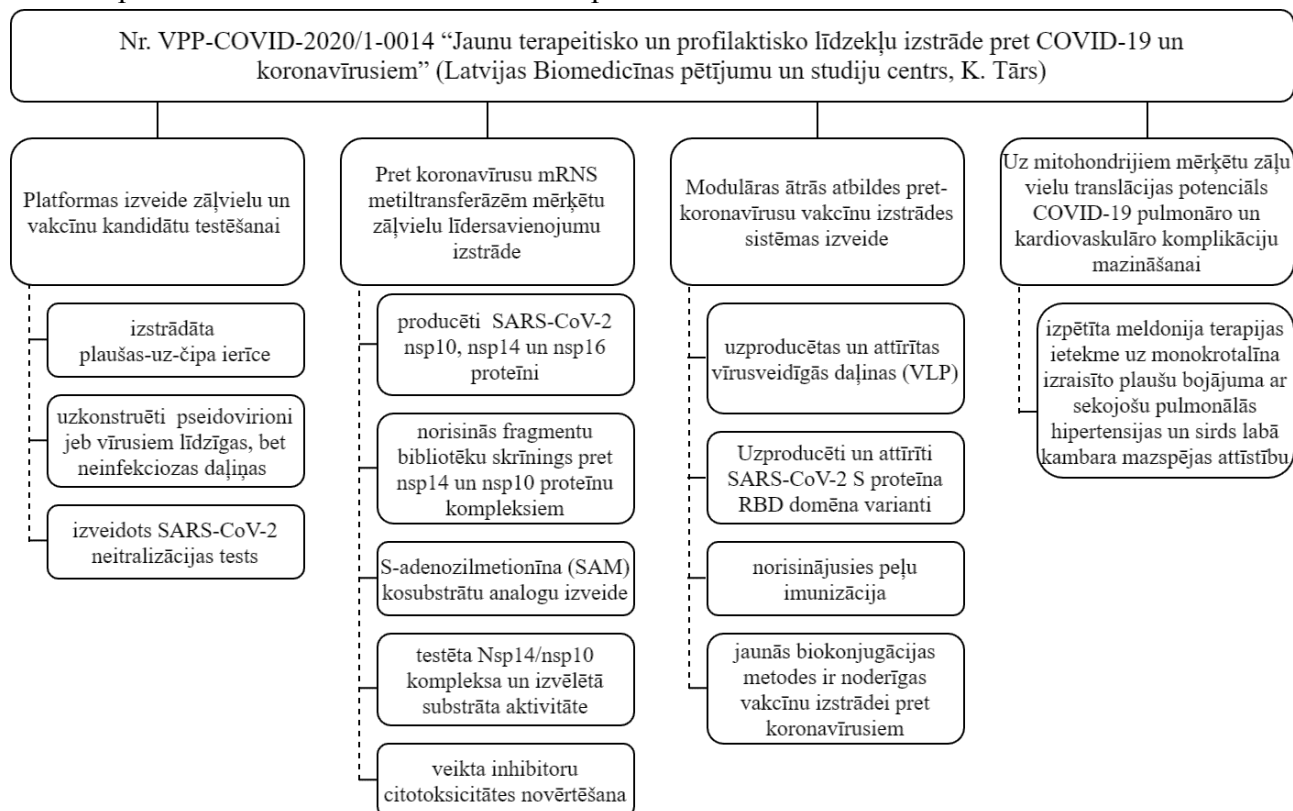 Nr. VPP-COVID-2020/1-0014 “Jaunu terapeitisko un profilaktisko līdzekļu izstrāde pret COVID-19 un
koronavīrusiem” (Latvijas Biomedicīnas pētījumu un studiju centrs, K. Tārs)
Platformas izveide zāļvielu un
vakcīnu kandidātu testēšanai
izstrādāta
plaušas-uz-čipa ierīce
uzkonstruēti pseidovirioni
jeb vīrusiem līdzīgas, bet
neinfekciozas daļiņas
izveidots SARS-CoV-2
neitralizācijas tests
Pret koronavīrusu mRNS
metiltransferāzēm mērķētu
zāļvielu līdersavienojumu
izstrāde
producēti SARS-CoV-2
nsp10, nsp14 un nsp16
proteīni
norisinās fragmentu
bibliotēku skrīnings pret
nsp14 un nsp10 proteīnu
kompleksiem
S-adenozilmetionīna (SAM)
kosubstrātu analogu izveide
testēta Nsp14/nsp10
kompleksa un izvēlētā
substrāta aktivitāte
veikta inhibitoru
citotoksicitātes novērtēšana
Modulāras ātrās atbildes pret-
koronavīrusu vakcīnu izstrādes
sistēmas izveide
uzproducētas un attīrītas
vīrusveidīgās daļinas (VLP)
Uzproducēti un attīrīti
SARS-CoV-2 S proteīna
RBD domēna varianti
norisinājusies peļu
imunizācija
jaunās biokonjugācijas
metodes ir noderīgas
vakcīnu izstrādei pret
koronavīrusiem
Uz mitohondrijiem mērķētu zāļu
vielu translācijas potenciāls
COVID-19 pulmonāro un
kardiovaskulāro komplikāciju
mazināšanai
izpētīta meldonija terapijas
ietekme uz monokrotalīna
izraisīto plaušu bojājuma ar
sekojošu pulmonālās
hipertensijas un sirds labā
kambara mazspējas attīstību